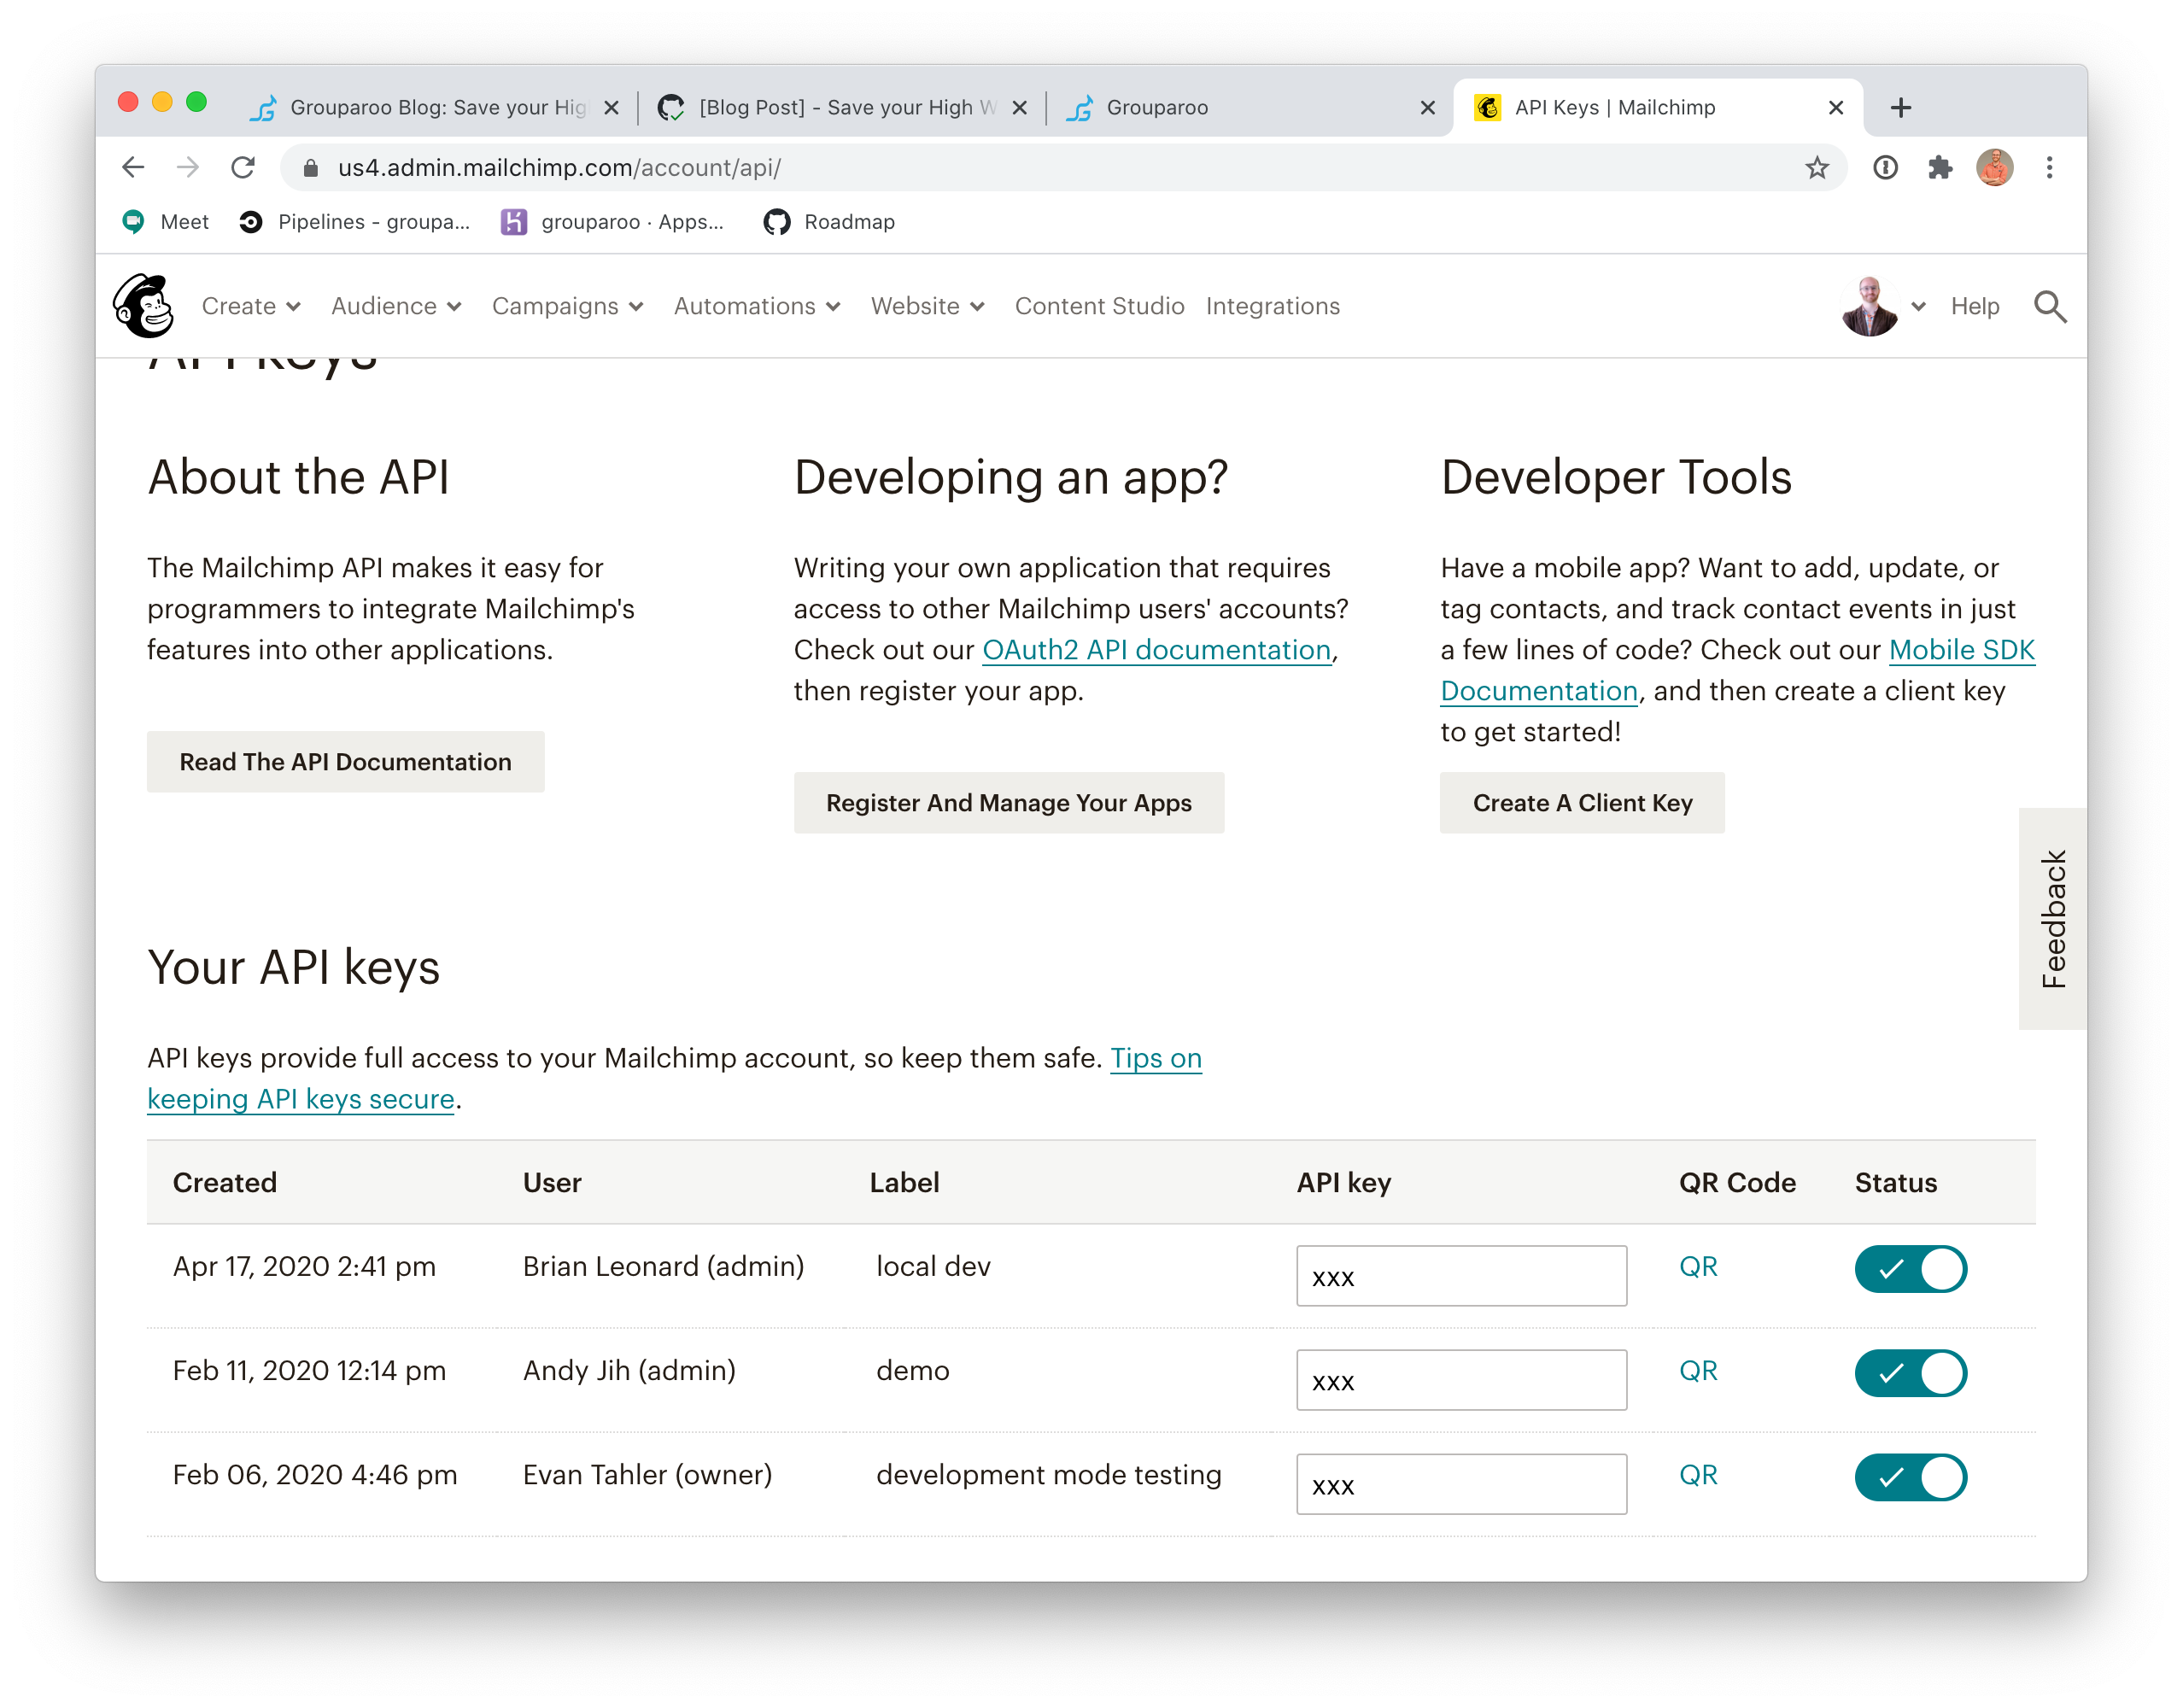 Grouparoo Blog: Save your Hig
[Blog Post] - Save your High W
Grouparoo
API Keys | Mailchimp
us4.admin.mailchimp.com/account/api/
Meet
Pipelines - groupa...
grouparoo · Apps...
Roadmap
Create
Audience
Campaigns
Automations
Website
Content Studio
Integrations
Help
API keys
About the API
The Mailchimp API makes it easy for
programmers to integrate Mailchimp's
features into other applications.
Read The API Documentation
Developing an app?
Writing your own application that requires
access to other Mailchimp users' accounts?
Check out our OAuth2 API documentation,
then register your app.
Register And Manage Your Apps
Developer Tools
Have a mobile app? Want to add, update, or
tag contacts, and track contact events in just
a few lines of code? Check out our Mobile SDK
Documentation, and then create a client key
to get started!
Create A Client Key
Feedback
Your API keys
API keys provide full access to your Mailchimp account, so keep them safe. Tips on
keeping API keys secure.
Created User Label API key QR Code Status
Apr 17, 2020 2:41 pm Brian Leonard (admin) local dev xxx QR
Feb 11, 2020 12:14 pm Andy Jih (admin) demo xxx QR
Feb 06, 2020 4:46 pm Evan Tahler (owner) development mode testing xxx QR